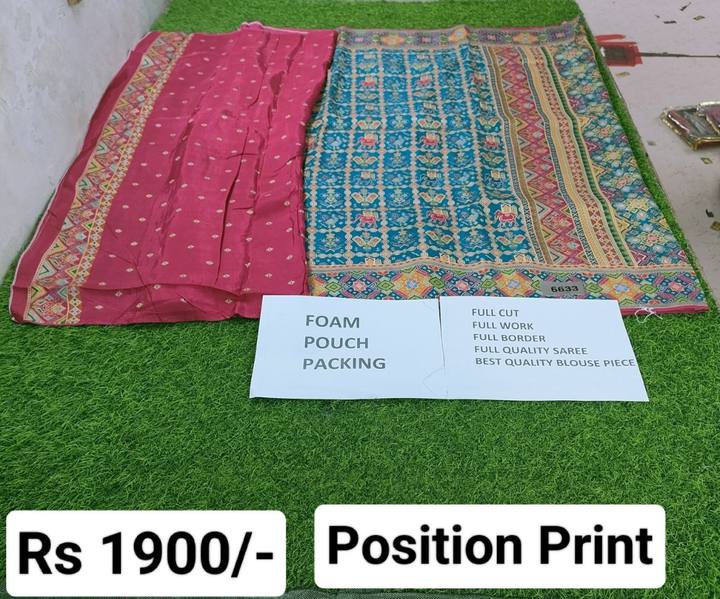 6633
FOAM
POUCH
PACKING
FULL CUT
FULL WORK
FULL BORDER
FULL QUALITY SAREE
BEST QUALITY BLOUSE PIECE
Rs 1900/-
Position Print